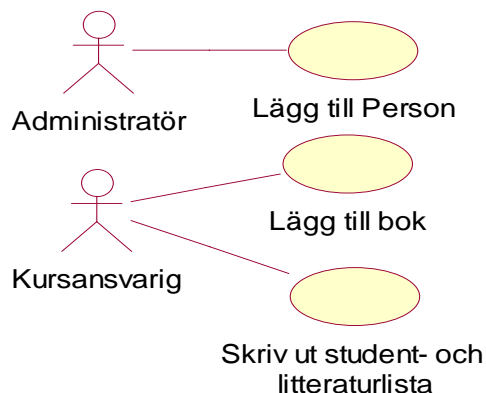 Administratör
Lägg till Person
Lägg till bok
Kursansvarig
Skriv ut student- och
litteraturlista